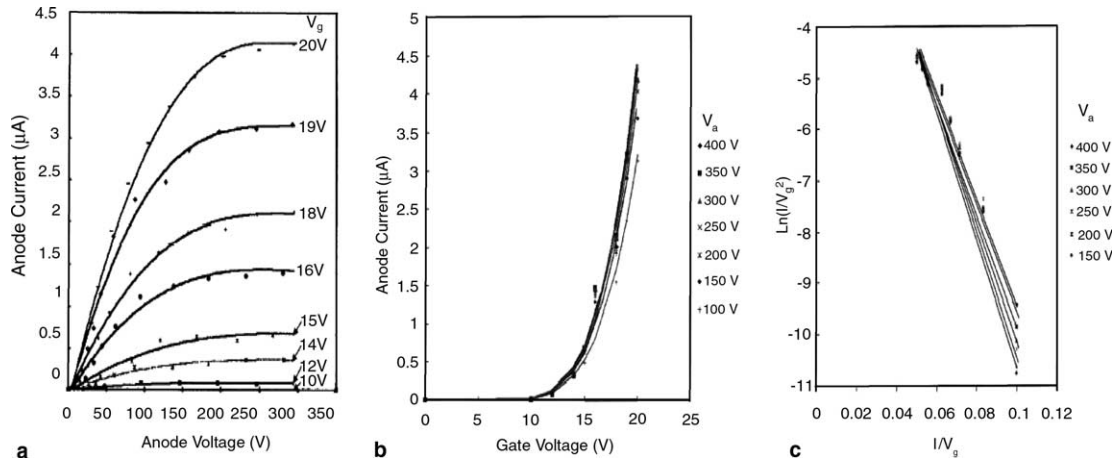 4.5
4
3.5
3
2.5
2
1.5
1
0.5
0
Anode Current (µA)
V_g
20V
19V
18V
16V
15V
14V
12V
10V
0 50 100 150 200 250 300 350
Anode Voltage (V)
a
5
4.5
4
3.5
3
2.5
2
1.5
1
0.5
0
Anode Current (µA)
V_a
400 V
350 V
300 V
250 V
200 V
150 V
100 V
0 5 10 15 20 25
Gate Voltage (V)
b
-4
-5
-6
-7
-8
-9
-10
-11
Ln(I/V_g²)
V_a
400 V
350 V
300 V
250 V
200 V
150 V
0 0.02 0.04 0.06 0.08 0.1 0.12
I/V_g
c